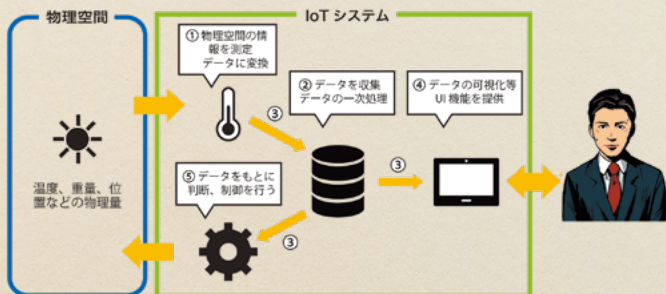 物理空間
IoT システム
① 物理空間の情
報を測定
データに変換
② データを収集
データの一次処理
④ データの可視化等
UI 機能を提供
③
③
温度、重量、位
置などの物理量
⑤ データをもとに
判断、制御を行う
③